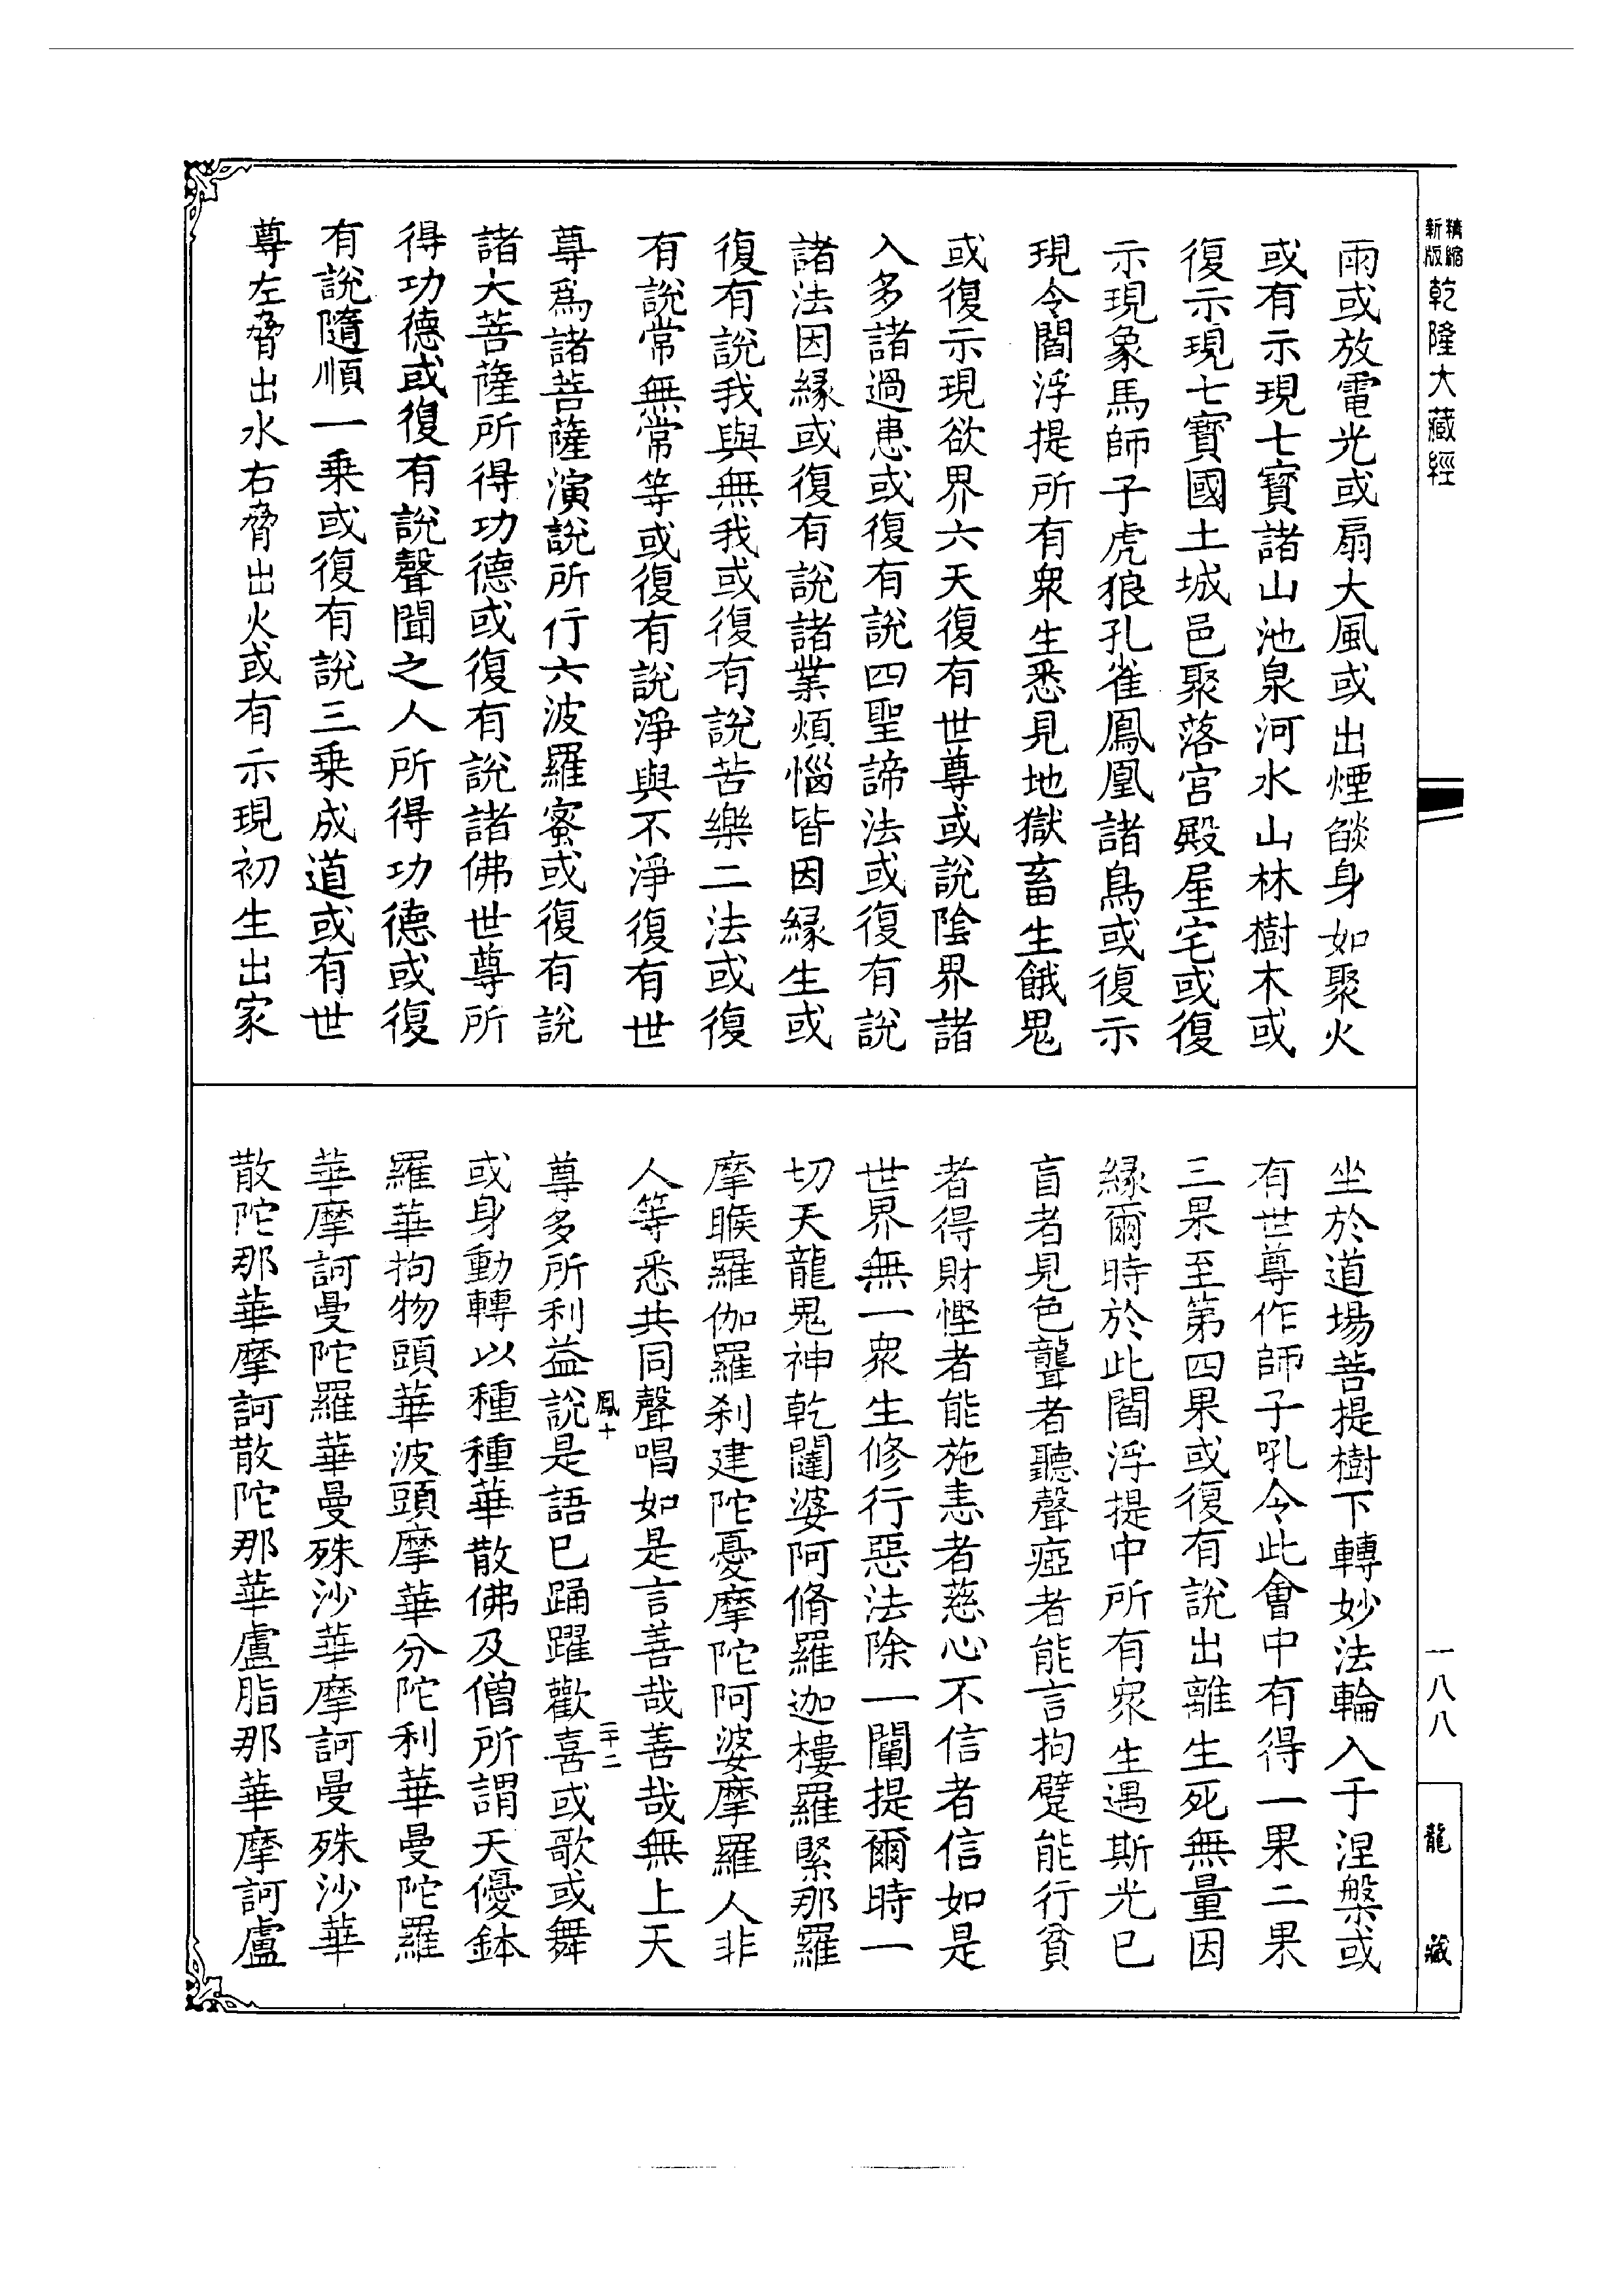 精縮新版乾隆大藏經
雨或放電光或扇大風或出煙燄身如聚火
或有示現七寶諸山池泉河水山林樹木或
復示現七寶國土城邑聚落宮殿屋宅或復
示現象馬師子虎狼孔雀鳳凰諸鳥或復示
現令閻浮提所有衆生悉見地獄畜生餓鬼
或復示現欲界六天復有世尊或說陰界諸
入多諸過患或復有說四聖諦法或復有說
諸法因緣或復有說諸業煩惱皆因緣生或
復有說我與無我或復有說苦樂二法或復
有說常無常等或復有說淨與不淨復有世
尊爲諸菩薩演說所行六波羅蜜或復有說
諸大菩薩所得功德或復有說諸佛世尊所
得功德或復有說聲聞之人所得功德或復
有說隨順一乗或復有說三乗成道或有世
尊左脅出水右脅出火或有示現初生出家
坐於道場菩提樹下轉妙法輪入于涅槃或
有世尊作師子吼令此會中有得一果二果
三果至第四果或復有說出離生死無量因
緣爾時於此閻浮提中所有衆生遇斯光已
盲者見色聾者聽聲瘂者能言拘躄能行貧
者得財慳者能施恚者慈心不信者信如是
世界無一衆生修行惡法除一闡提爾時一
切天龍鬼神乾闥婆阿脩羅迦樓羅緊那羅
摩睺羅伽羅刹建陀憂摩陀阿婆摩羅人非
人等悉共同聲唱如是言善哉善哉無上天
鳳十
二十二
尊多所利益說是語已踊躍歡喜或歌或舞
或身動轉以種種華散佛及僧所謂天優鉢
羅華拘物頭華波頭摩華分陀利華曼陀羅
華摩訶曼陀羅華曼殊沙華摩訶曼殊沙華
散陀那華摩訶散陀那華盧脂那華摩訶盧
一八八
龍藏